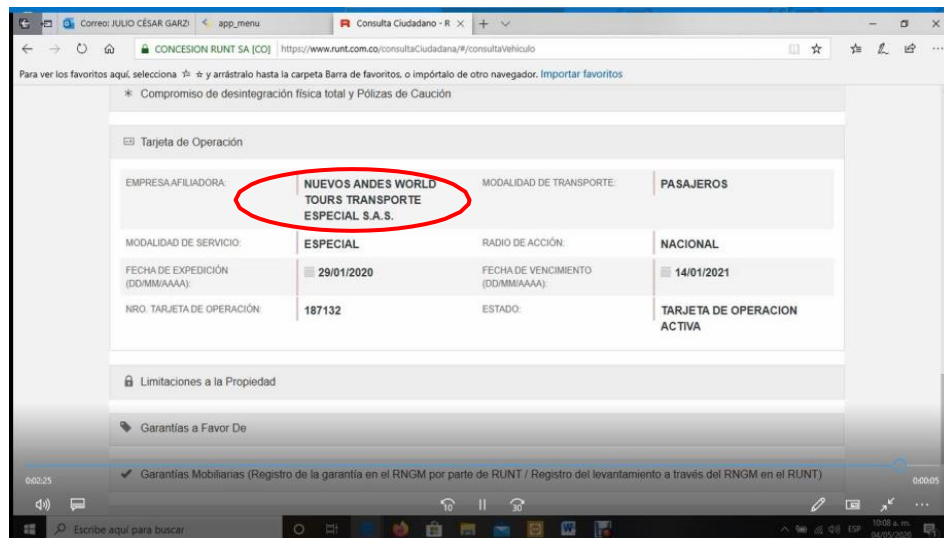 Correo: JULIO CÉSAR GARZ
app_menu
Consulta Ciudadano - R
CONCESION RUNT SA [CO]
https://www.runt.com.co/consultaCiudadana/#/consultaVehiculo
Para ver los favoritos aquí, selecciona y arrástralo hasta la carpeta Barra de favoritos, o impórtalo de otro navegador. Importar favoritos
Compromiso de desintegración física total y Pólizas de Caución
Tarjeta de Operación
EMPRESA AFILIADORA: NUEVOS ANDES WORLD TOURS TRANSPORTE ESPECIAL S.A.S.
MODALIDAD DE TRANSPORTE: PASAJEROS
MODALIDAD DE SERVICIO: ESPECIAL
RADIO DE ACCIÓN: NACIONAL
FECHA DE EXPEDICIÓN (DD/MM/AAAA): 29/01/2020
FECHA DE VENCIMIENTO (DD/MM/AAAA): 14/01/2021
NRO. TARJETA DE OPERACIÓN: 187132
ESTADO: TARJETA DE OPERACION ACTIVA
Limitaciones a la Propiedad
Garantías a Favor De
Garantías Mobiliarias (Registro de la garantía en el RNGM por parte de RUNT / Registro del levantamiento a través del RNGM en el RUNT)
0:02:25
0:00:05
10
30
Escribe aquí para buscar
ESP
10:08 a. m.
04/05/2020